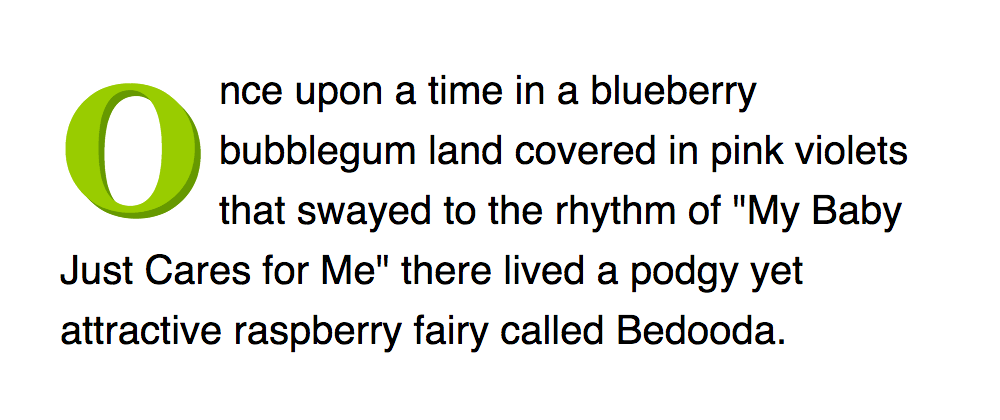 Once upon a time in a blueberry
bubblegum land covered in pink violets
that swayed to the rhythm of "My Baby
Just Cares for Me" there lived a podgy yet
attractive raspberry fairy called Bedooda.